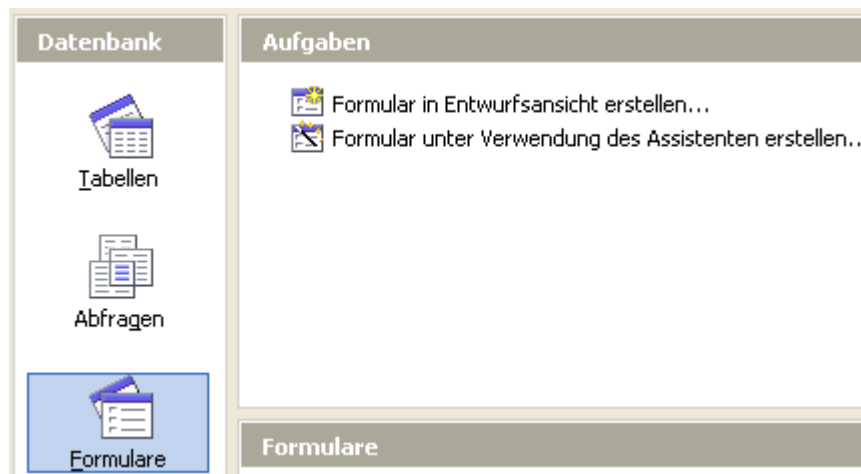 Datenbank
Tabellen
Abfragen
Formulare
Aufgaben
Formular in Entwurfsansicht erstellen...
Formular unter Verwendung des Assistenten erstellen..
Formulare